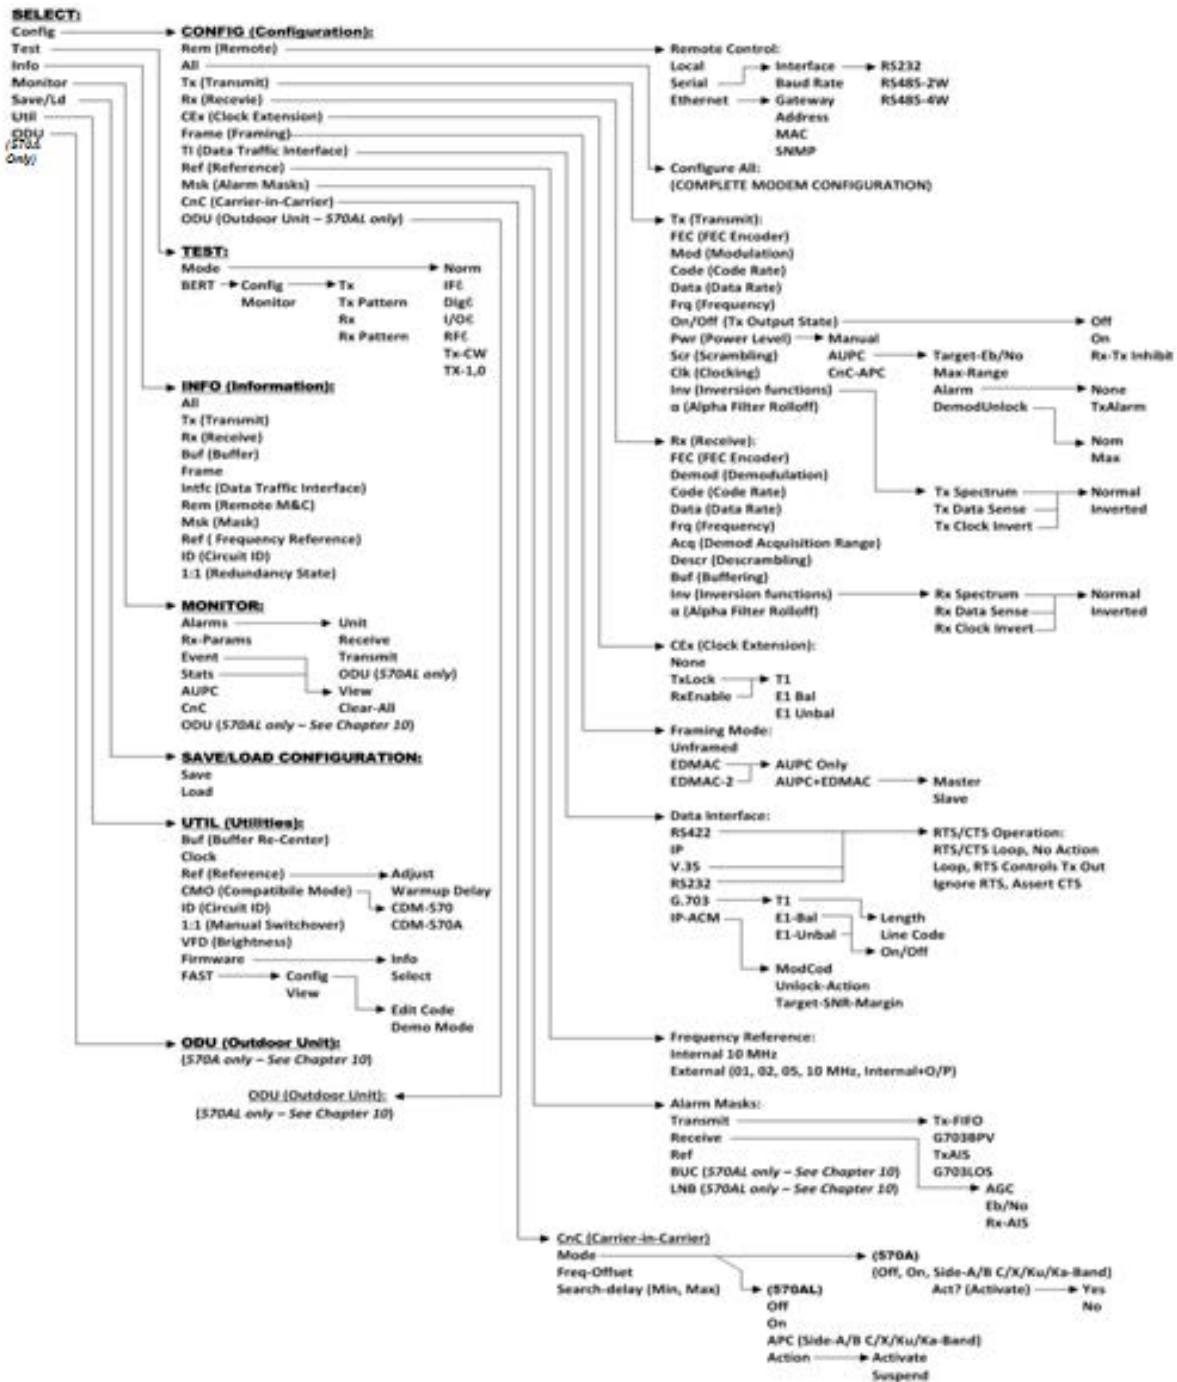 SELECT:
Config
Test
Info
Monitor
Save/Ld
Util
ODU
(570A
Only)
CONFIG (Configuration):
Rem (Remote)
All
Tx (Transmit)
Rx (Recevie)
CEx (Clock Extension)
Frame (Framing)
TI (Data Traffic Interface)
Ref (Reference)
Msk (Alarm Masks)
CnC (Carrier-in-Carrier)
ODU (Outdoor Unit – 570AL only)
TEST:
Mode
BERT
Config
Monitor
Tx
Tx Pattern
Rx
Rx Pattern
Norm
IF
Dig
I/O
RF
Tx-CW
TX-1,0
INFO (Information):
All
Tx (Transmit)
Rx (Receive)
Buf (Buffer)
Frame
Intfc (Data Traffic Interface)
Rem (Remote M&C)
Msk (Mask)
Ref ( Frequency Reference)
ID (Circuit ID)
1:1 (Redundancy State)
MONITOR:
Alarms
Rx-Params
Event
Stats
AUPC
CnC
ODU (570AL only – See Chapter 10)
Unit
Receive
Transmit
ODU (570AL only)
View
Clear-All
SAVE/LOAD CONFIGURATION:
Save
Load
UTIL (Utilities):
Buf (Buffer Re-Center)
Clock
Ref (Reference)
CMO (Compatibile Mode)
ID (Circuit ID)
1:1 (Manual Switchover)
VFD (Brightness)
Firmware
FAST
Adjust
Warmup Delay
CDM-570
CDM-570A
Info
Select
Config
View
Edit Code
Demo Mode
ODU (Outdoor Unit):
(570A only – See Chapter 10)
ODU (Outdoor Unit):
(570AL only – See Chapter 10)
Remote Control:
Local
Serial
Ethernet
Interface
Baud Rate
Gateway
Address
MAC
SNMP
RS232
RS485-2W
RS485-4W
Configure All:
(COMPLETE MODEM CONFIGURATION)
Tx (Transmit):
FEC (FEC Encoder)
Mod (Modulation)
Code (Code Rate)
Data (Data Rate)
Frq (Frequency)
On/Off (Tx Output State)
Pwr (Power Level)
Scr (Scrambling)
Clk (Clocking)
Inv (Inversion functions)
α (Alpha Filter Rolloff)
Manual
AUPC
CnC-APC
Off
On
Rx-Tx Inhibit
Target-Eb/No
Max-Range
Alarm
DemodUnlock
None
TxAlarm
Nom
Max
Tx Spectrum
Tx Data Sense
Tx Clock Invert
Normal
Inverted
Rx (Receive):
FEC (FEC Encoder)
Demod (Demodulation)
Code (Code Rate)
Data (Data Rate)
Frq (Frequency)
Acq (Demod Acquisition Range)
Descr (Descrambling)
Buf (Buffering)
Inv (Inversion functions)
α (Alpha Filter Rolloff)
Rx Spectrum
Rx Data Sense
Rx Clock Invert
Normal
Inverted
CEx (Clock Extension):
None
TxLock
RxEnable
T1
E1 Bal
E1 Unbal
Framing Mode:
Unframed
EDMAC
EDMAC-2
AUPC Only
AUPC+EDMAC
Master
Slave
Data Interface:
RS422
IP
V.35
RS232
G.703
IP-ACM
RTS/CTS Operation:
RTS/CTS Loop, No Action
Loop, RTS Controls Tx Out
Ignore RTS, Assert CTS
T1
E1-Bal
E1-Unbal
Length
Line Code
On/Off
ModCod
Unlock-Action
Target-SNR-Margin
Frequency Reference:
Internal 10 MHz
External (01, 02, 05, 10 MHz, Internal+O/P)
Alarm Masks:
Transmit
Receive
Ref
BUC (570AL only – See Chapter 10)
LNB (570AL only – See Chapter 10)
Tx-FIFO
G703BPV
TxAIS
G703LOS
AGC
Eb/No
Rx-AIS
CnC (Carrier-in-Carrier)
Mode
Freq-Offset
Search-delay (Min, Max)
(570A)
(Off, On, Side-A/B C/X/Ku/Ka-Band)
Act? (Activate)
Yes
No
(570AL)
Off
On
APC (Side-A/B C/X/Ku/Ka-Band)
Action
Activate
Suspend